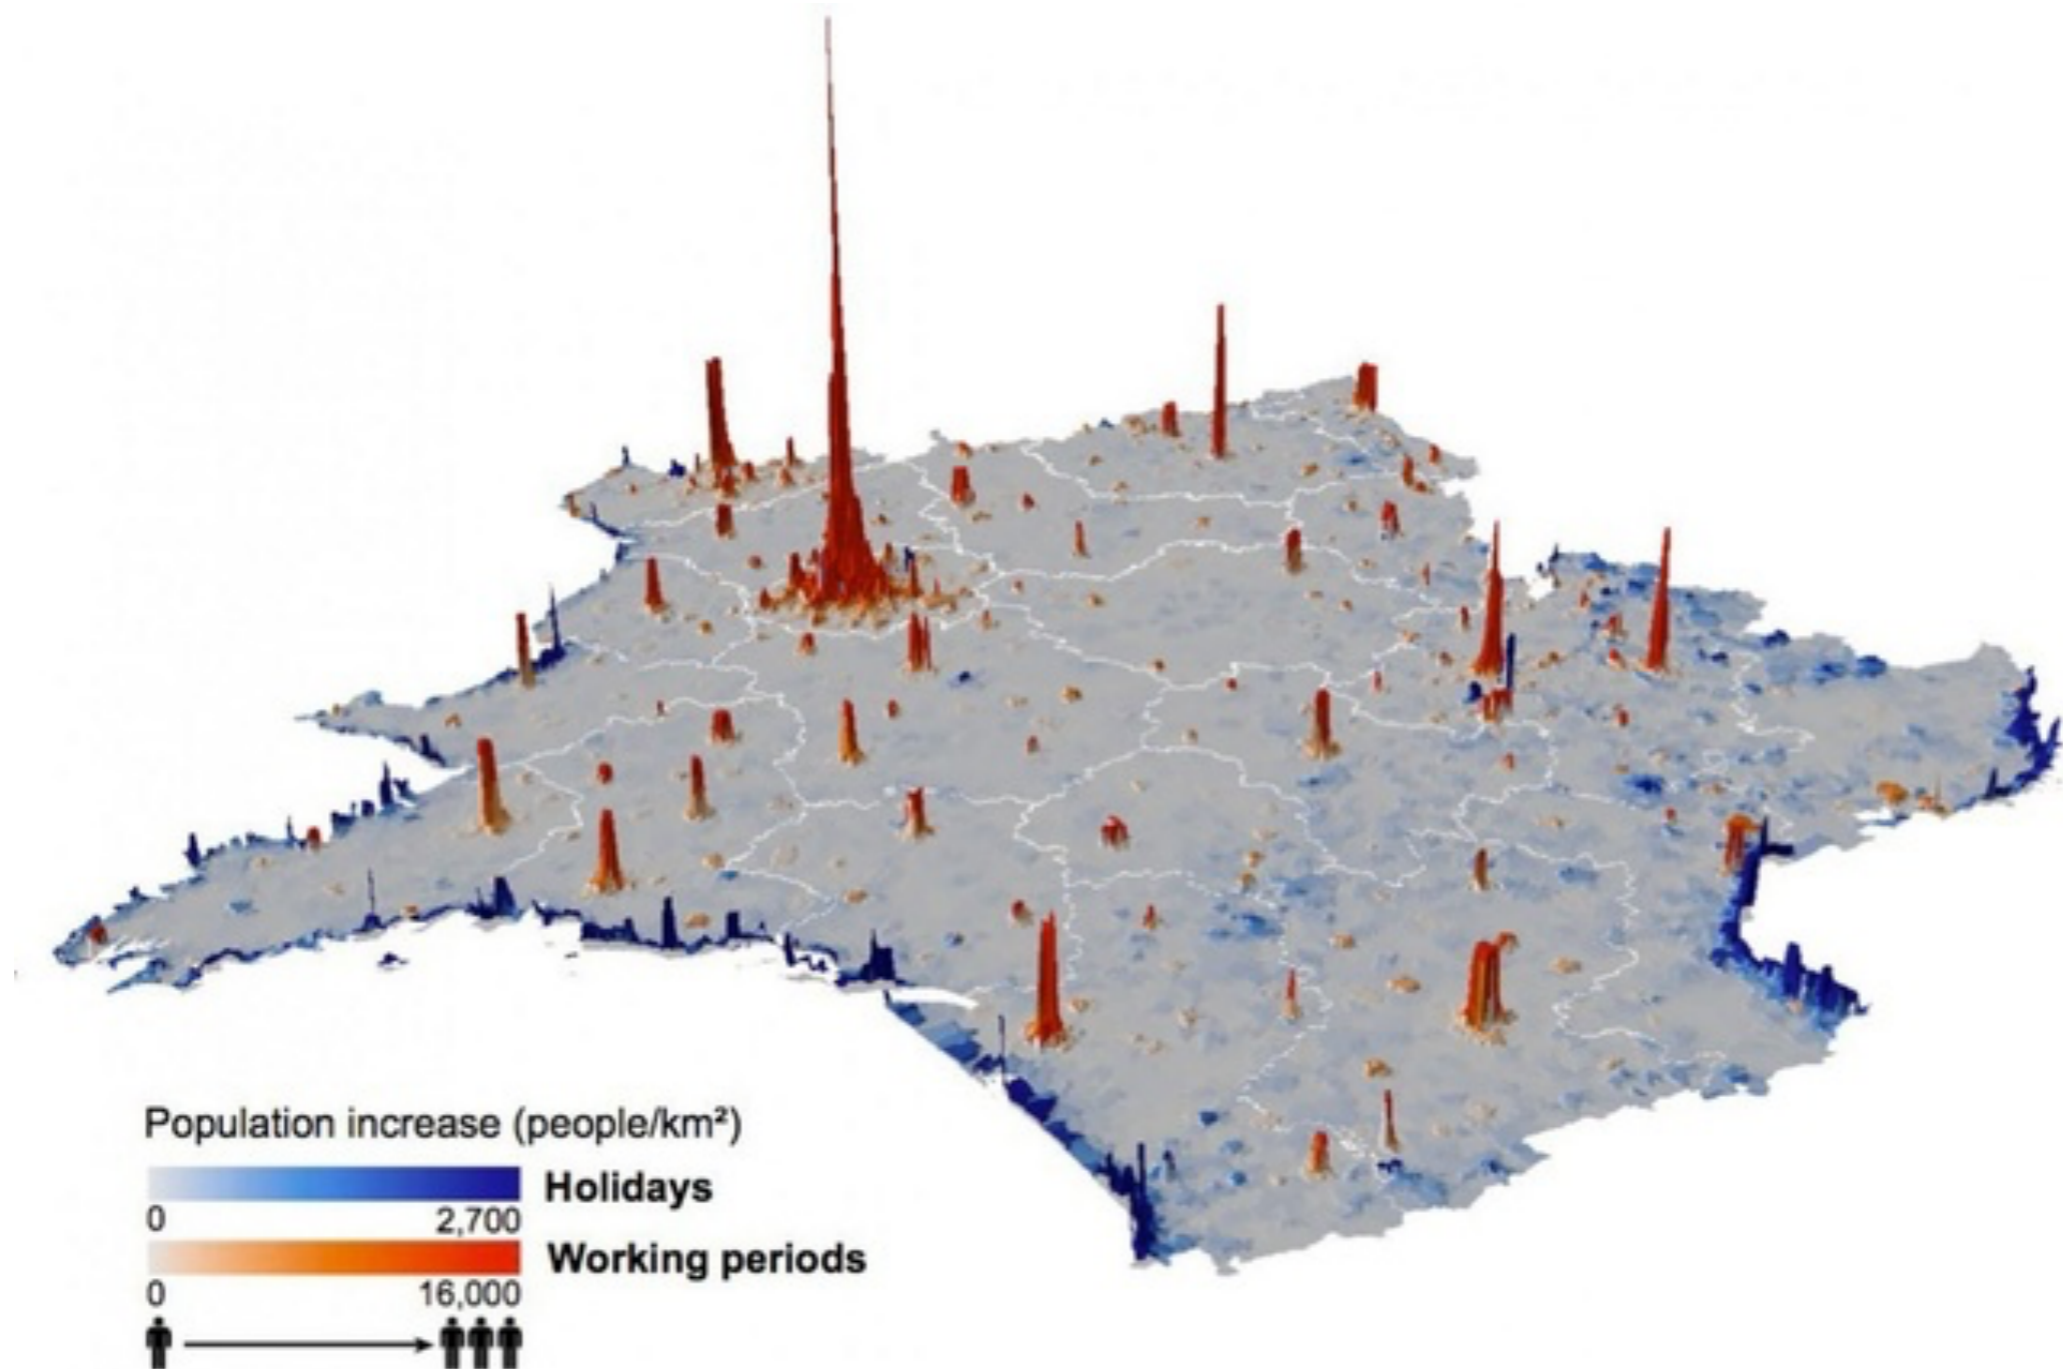 Population increase (people/km²)
Holidays
0 2,700
Working periods
0 16,000